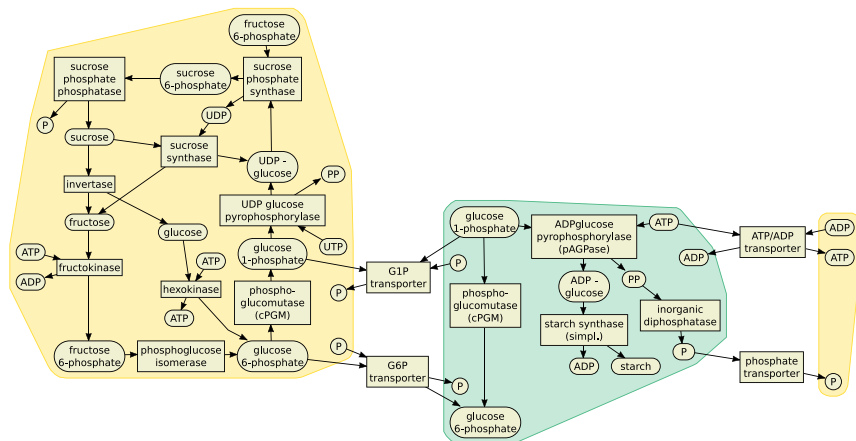 fructose
6-phosphate
sucrose
phosphate
phosphatase
sucrose
6-phosphate
sucrose
phosphate
synthase
P
UDP
sucrose
sucrose
synthase
UDP -
glucose
PP
invertase
UDP glucose
pyrophosphorylase
fructose
glucose
UTP
ATP
fructokinase
ADP
ATP
hexokinase
ATP
glucose
1-phosphate
phospho-
glucomutase
(cPGM)
fructose
6-phosphate
phosphoglucose
isomerase
glucose
6-phosphate
P
G1P
transporter
P
P
G6P
transporter
P
glucose
1-phosphate
phospho-
glucomutase
(cPGM)
glucose
6-phosphate
ADPglucose
pyrophosphorylase
(pAGPase)
ATP
ADP
ADP -
glucose
PP
starch synthase
(simpl.)
inorganic
diphosphatase
ADP
starch
P
ATP/ADP
transporter
ADP
ATP
phosphate
transporter
P